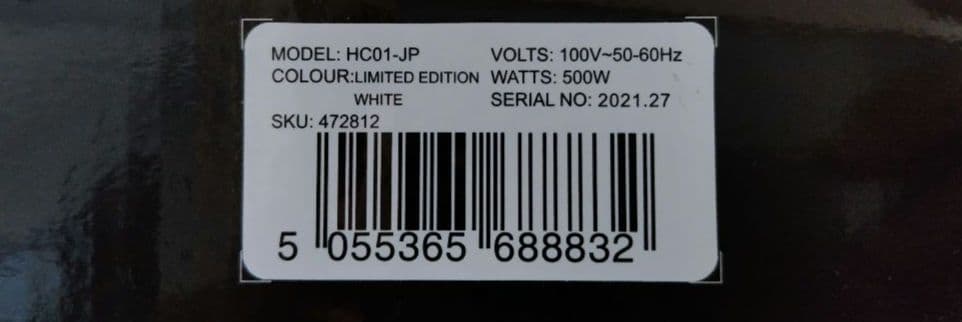 MODEL: HC01-JP VOLTS: 100V~50-60Hz
COLOUR:LIMITED EDITION WATTS: 500W
WHITE SERIAL NO: 2021.27
SKU: 472812
5 055365 688832